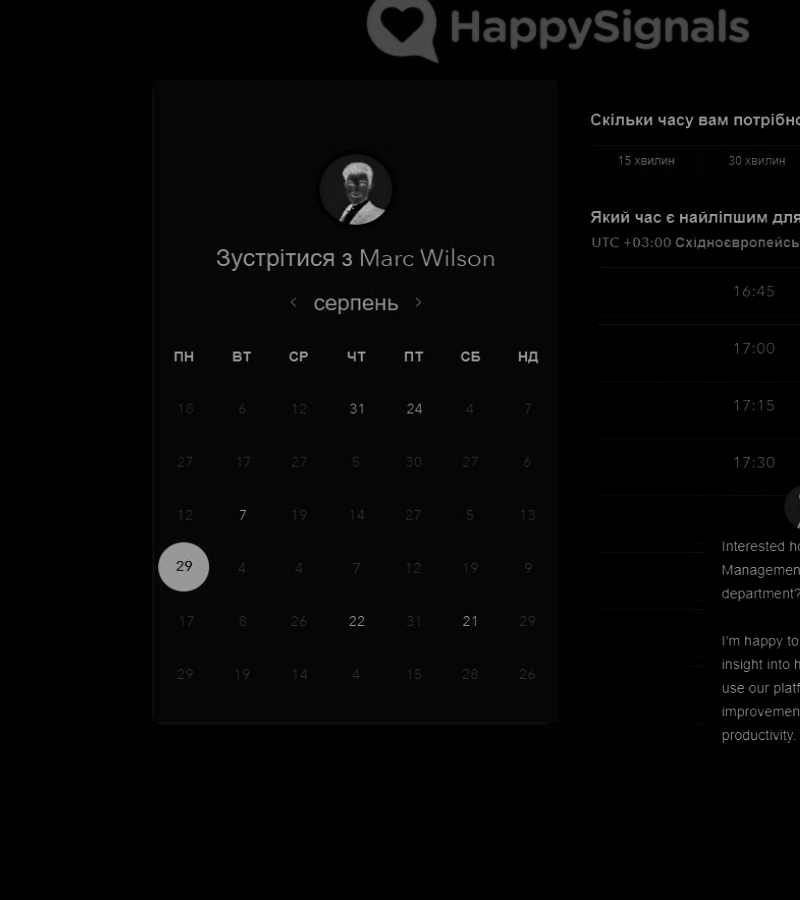 HappySignals
Зустрітися з Marc Wilson
серпень
ПН ВТ СР ЧТ ПТ СБ НД
18 6 12 31 24 4 7
27 17 27 5 30 27 6
12 7 19 14 27 5 13
29 4 4 7 12 19 9
17 8 26 22 31 21 29
29 19 14 4 15 28 26
Скільки часу вам потрібно
15 хвилин 30 хвилин
Який час є найліпшим для
UTC +03:00 Східноєвропейсь
16:45
17:00
17:15
17:30
Interested ho
Managemen
department?
I'm happy to
insight into h
use our platf
improvemen
productivity.